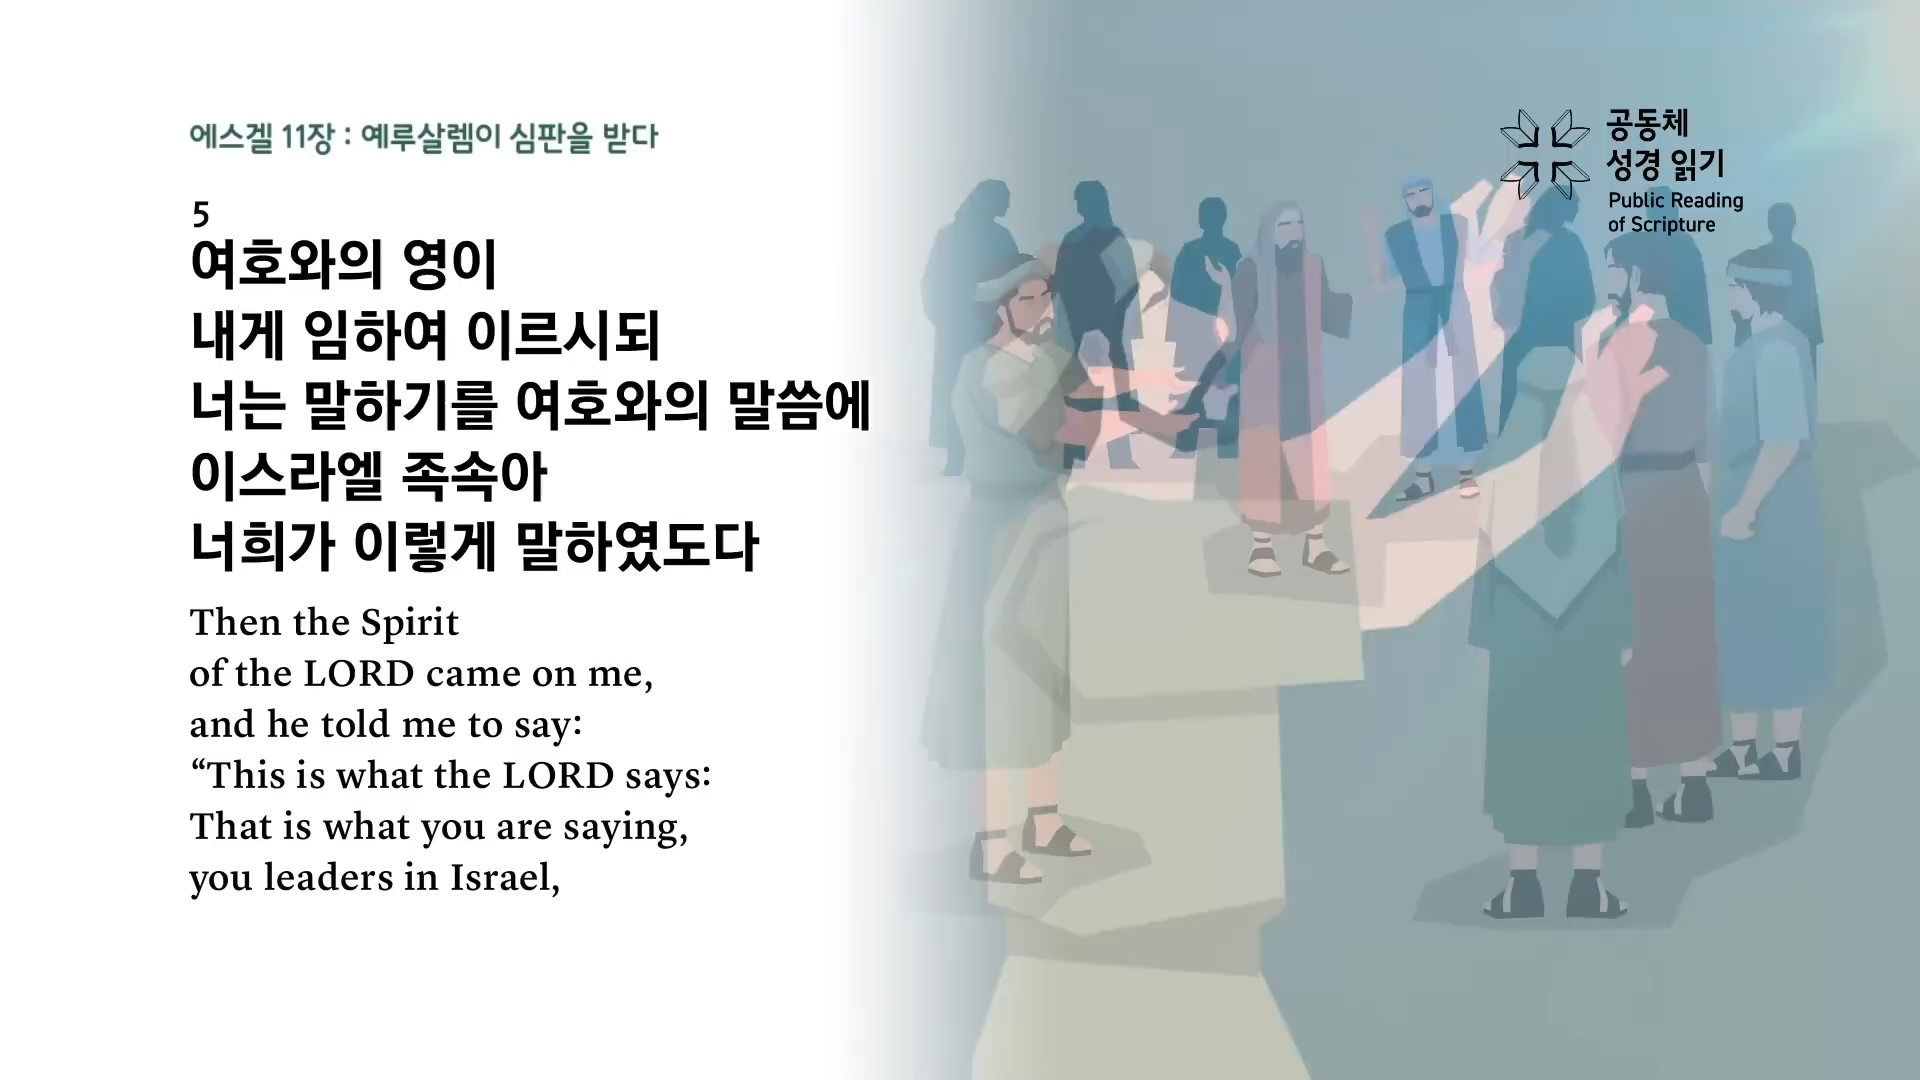 에스겔 11장 : 예루살렘이 심판을 받다
5
여호와의 영이
내게 임하여 이르시되
너는 말하기를 여호와의 말씀에
이스라엘 족속아
너희가 이렇게 말하였도다
Then the Spirit
of the LORD came on me,
and he told me to say:
“This is what the LORD says:
That is what you are saying,
you leaders in Israel,
공동체
성경 읽기
Public Reading
of Scripture